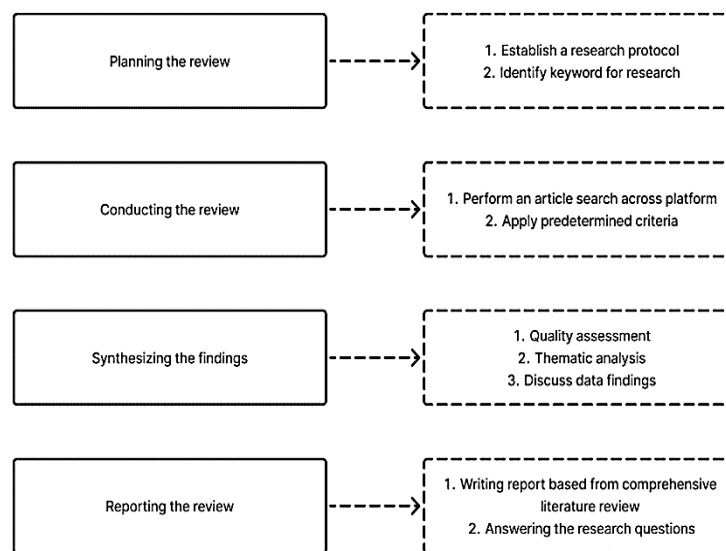 Planning the review
1. Establish a research protocol
2. Identify keyword for research
Conducting the review
1. Perform an article search across platform
2. Apply predetermined criteria
Synthesizing the findings
1. Quality assessment
2. Thematic analysis
3. Discuss data findings
Reporting the review
1. Writing report based from comprehensive
literature review
2. Answering the research questions